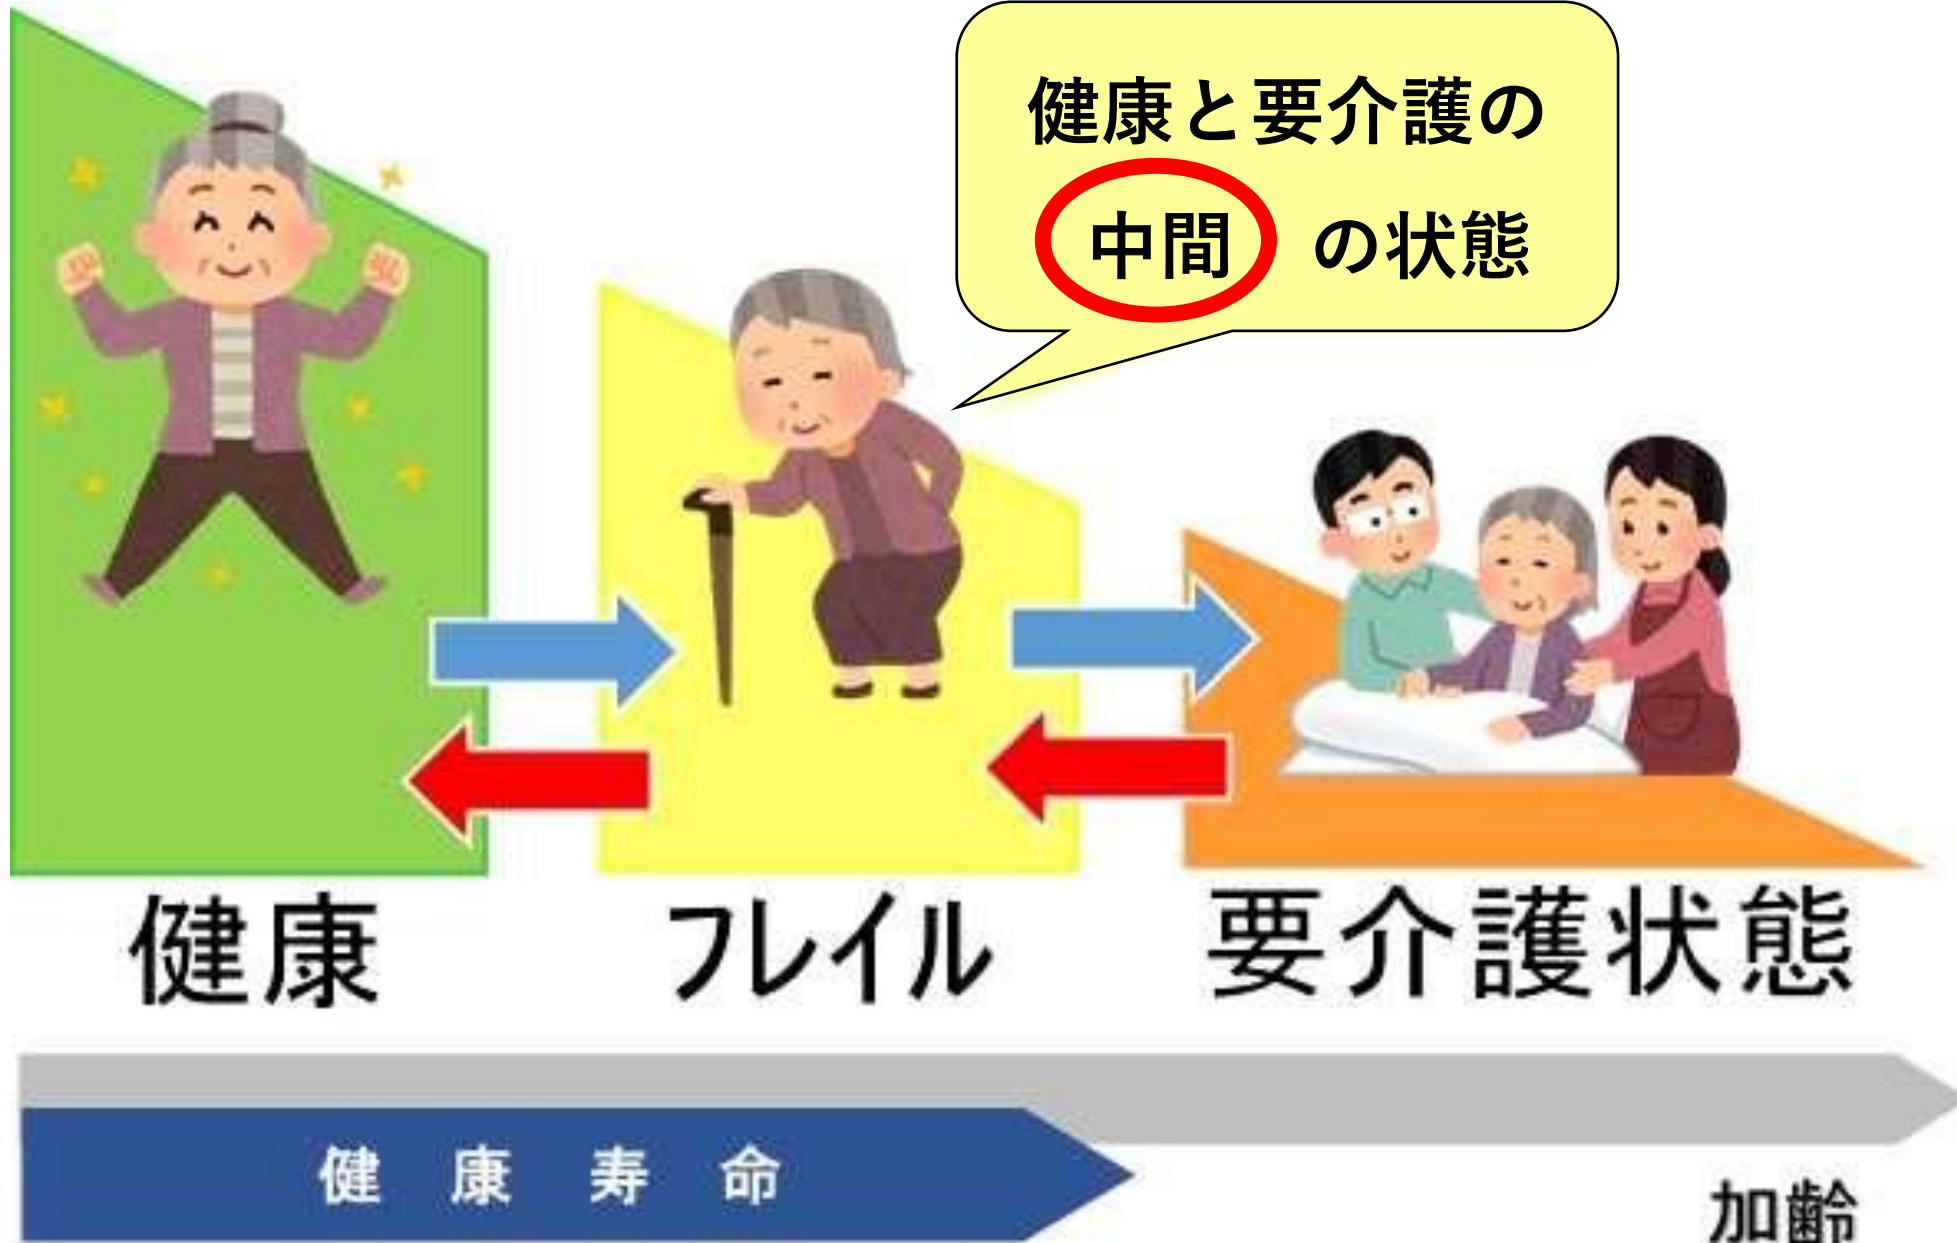 健康と要介護の
中間 の状態
健康
フレイル
要介護状態
健康寿命
加齢